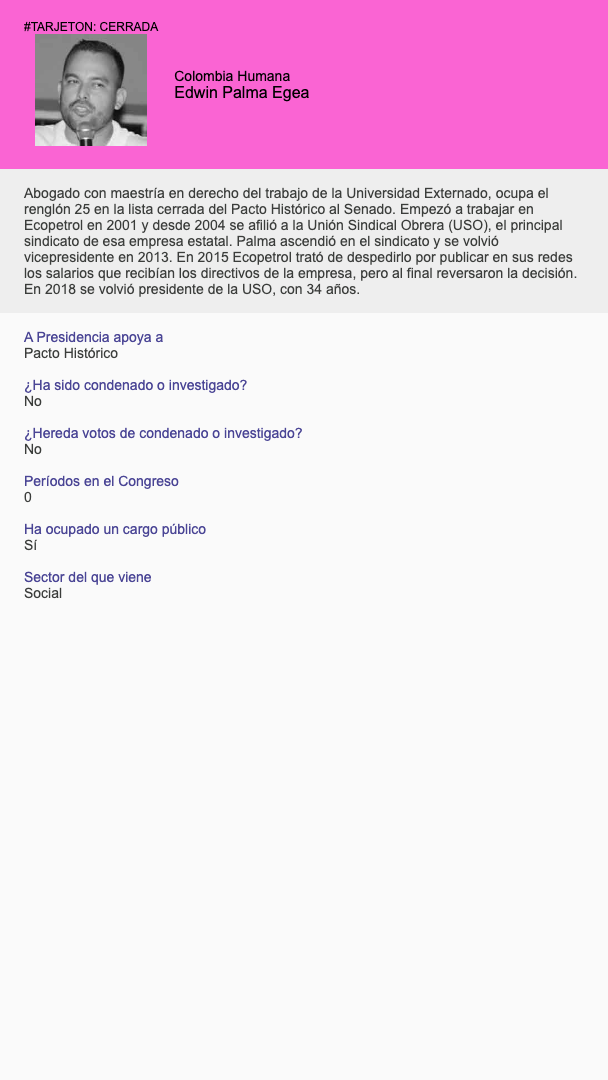 #TARJETON: CERRADA
Colombia Humana
Edwin Palma Egea
Abogado con maestría en derecho del trabajo de la Universidad Externado, ocupa el
renglón 25 en la lista cerrada del Pacto Histórico al Senado. Empezó a trabajar en
Ecopetrol en 2001 y desde 2004 se afilió a la Unión Sindical Obrera (USO), el principal
sindicato de esa empresa estatal. Palma ascendió en el sindicato y se volvió
vicepresidente en 2013. En 2015 Ecopetrol trató de despedirlo por publicar en sus redes
los salarios que recibían los directivos de la empresa, pero al final reversaron la decisión.
En 2018 se volvió presidente de la USO, con 34 años.
A Presidencia apoya a
Pacto Histórico
¿Ha sido condenado o investigado?
No
¿Hereda votos de condenado o investigado?
No
Períodos en el Congreso
0
Ha ocupado un cargo público
Sí
Sector del que viene
Social